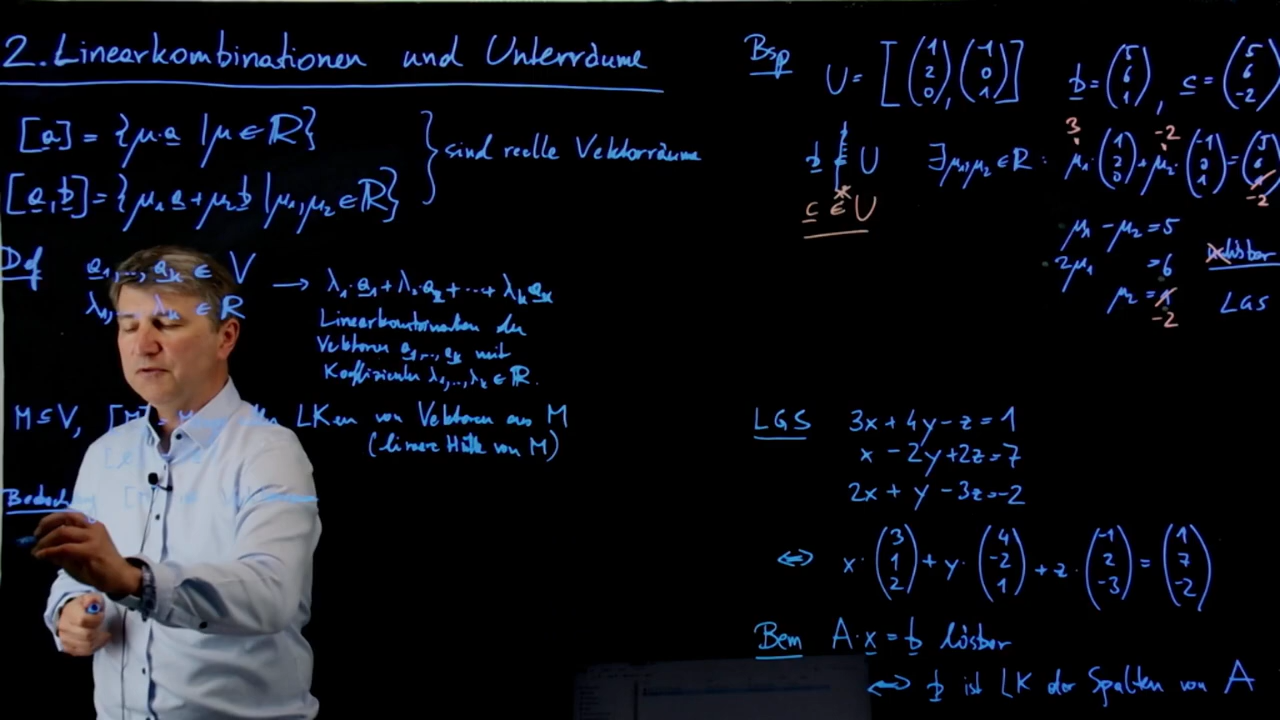 2. Linearkombinationen und Unterräume
[a] = {μ·a | μ ∈ ℝ}
[a, b] = {μ₁a + μ₂b | μ₁, μ₂ ∈ ℝ}
} sind reelle Vektorräume
Def a₁, ..., aₖ ∈ V
λ₁, ... λₖ ∈ ℝ
→ λ₁·a₁ + λ₂·a₂ + ... + λₖaₖ
Linearkombination der
Vektoren a₁, ..., aₖ mit
Koeffizienten λ₁, ..., λₖ ∈ ℝ.
M ⊆ V, [M] = Menge aller LKen von Vektoren aus M
(lineare Hülle von M)
Bsp U = [(1 2 0), (-1 0 1)] b = (5 6 1), c = (5 6 -2)
b ∉ U ∃μ₁, μ₂ ∈ ℝ: μ₁·(1 2 0) + μ₂·(-1 0 1) = (5 6
3 -2
-2
c ∈ U
μ₁ - μ₂ = 5
2μ₁ = 6
μ₂ = 1
-2
lösbar
LGS
LGS 3x + 4y - z = 1
x - 2y + 2z = 7
2x + y - 3z = -2
⟺ x·(3 1 2) + y·(4 -2 1) + z·(-1 2 -3) = (1 7 -2)
Bem A·x = b lösbar
⟺ b ist LK der Spalten von A